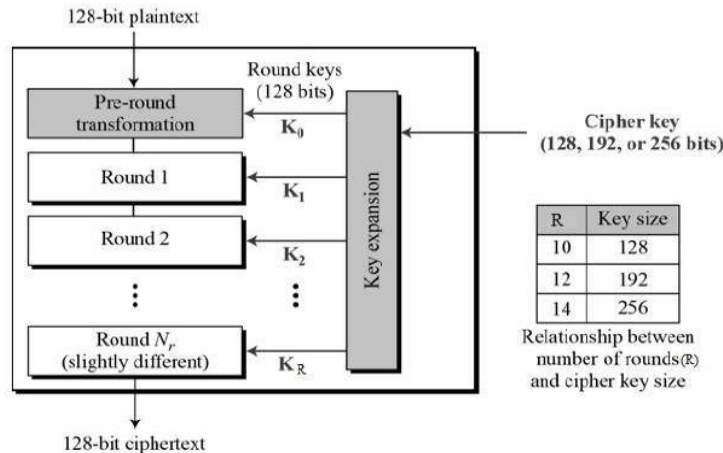 128-bit plaintext
Round keys
(128 bits)
Pre-round
transformation
K0
Cipher key
(128, 192, or 256 bits)
Round 1
K1
Key expansion
Round 2
K2
Round Nr
(slightly different)
KR
128-bit ciphertext
R Key size
10 128
12 192
14 256
Relationship between
number of rounds(R)
and cipher key size